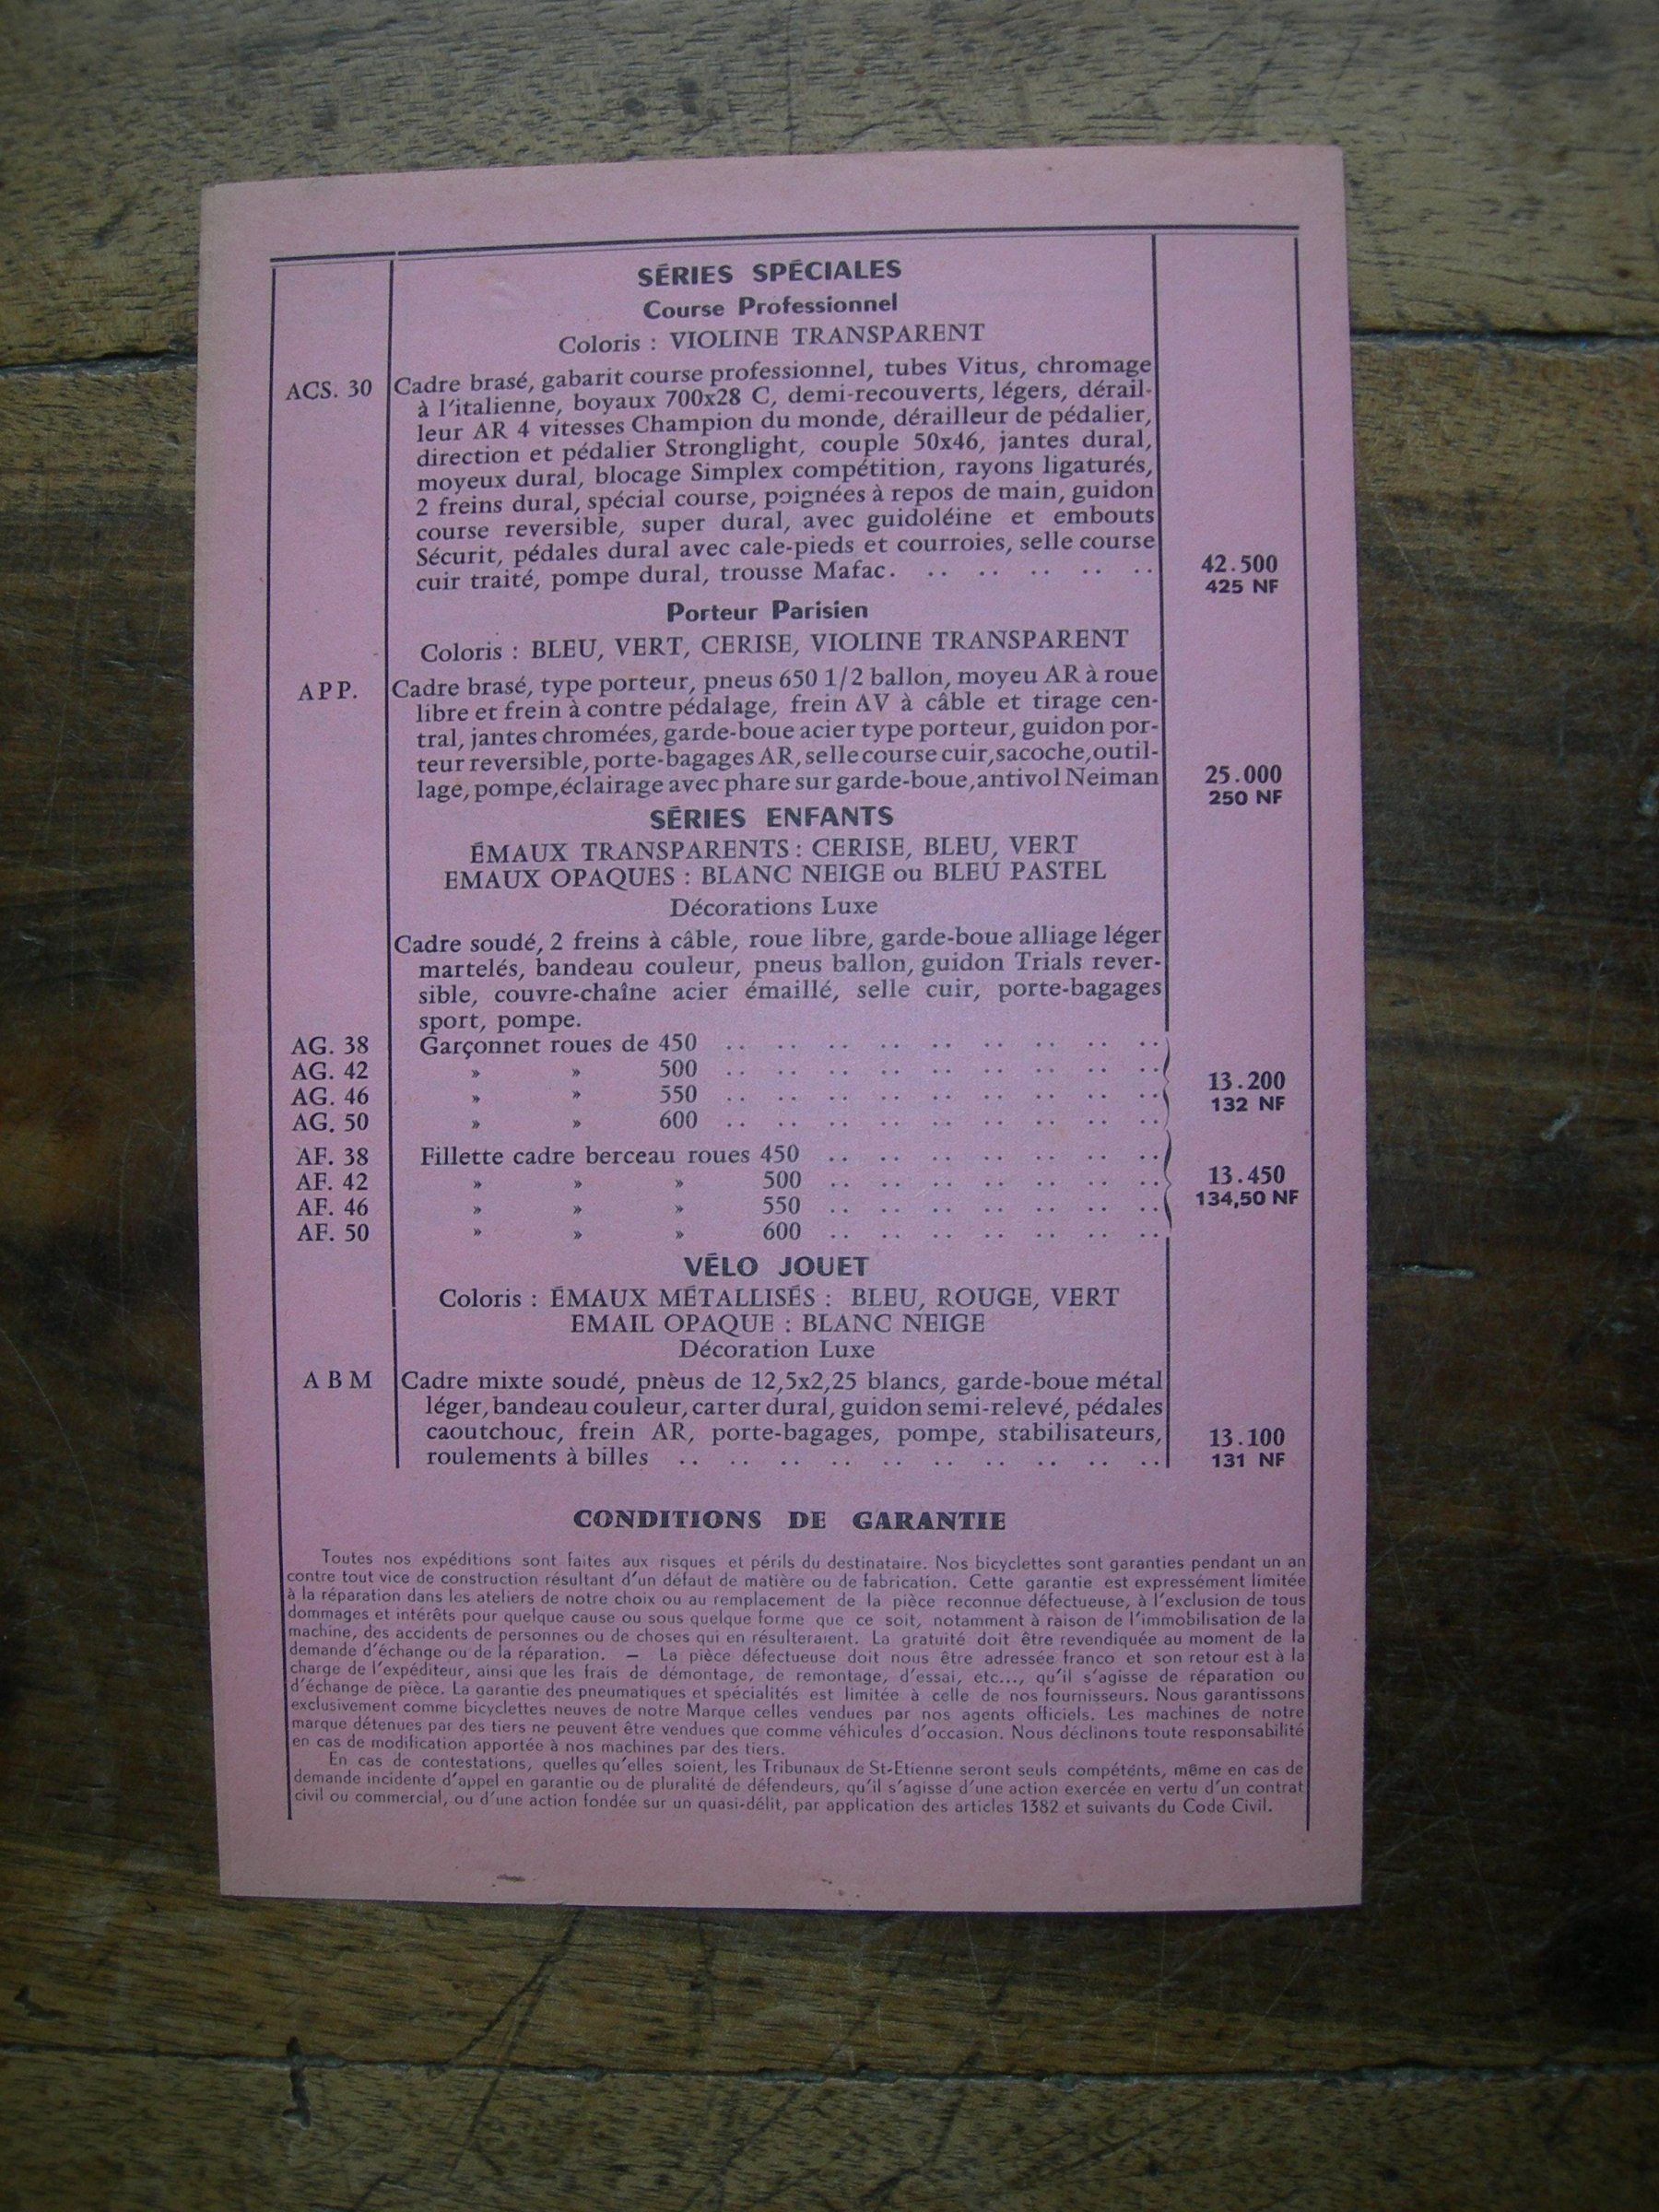 SÉRIES SPÉCIALES
Course Professionnel
Coloris : VIOLINE TRANSPARENT
ACS. 30 Cadre brasé, gabarit course professionnel, tubes Vitus, chromage
à l'italienne, boyaux 700x28 C, demi-recouverts, légers, dérail-
leur AR 4 vitesses Champion du monde, dérailleur de pédalier,
direction et pédalier Stronglight, couple 50x46, jantes dural,
moyeux dural, blocage Simplex compétition, rayons ligaturés,
2 freins dural, spécial course, poignées à repos de main, guidon
course reversible, super dural, avec guidoléine et embouts
Sécurit, pédales dural avec cale-pieds et courroies, selle course
cuir traité, pompe dural, trousse Mafac. .. .. .. .. .. 42.500
425 NF
Porteur Parisien
Coloris : BLEU, VERT, CERISE, VIOLINE TRANSPARENT
APP. Cadre brasé, type porteur, pneus 650 1/2 ballon, moyeu AR à roue
libre et frein à contre pédalage, frein AV à câble et tirage cen-
tral, jantes chromées, garde-boue acier type porteur, guidon por-
teur reversible, porte-bagages AR, selle course cuir, sacoche, outil-
lage, pompe, éclairage avec phare sur garde-boue, antivol Neiman 25.000
250 NF
SÉRIES ENFANTS
ÉMAUX TRANSPARENTS : CERISE, BLEU, VERT
EMAUX OPAQUES : BLANC NEIGE ou BLEU PASTEL
Décorations Luxe
Cadre soudé, 2 freins à câble, roue libre, garde-boue alliage léger
martelés, bandeau couleur, pneus ballon, guidon Trials rever-
sible, couvre-chaîne acier émaillé, selle cuir, porte-bagages
sport, pompe.
AG. 38 Garçonnet roues de 450 .. .. .. .. .. .. .. .. ..
AG. 42 » » 500 .. .. .. .. .. .. .. .. .. 13.200
AG. 46 » » 550 .. .. .. .. .. .. .. .. .. 132 NF
AG. 50 » » 600 .. .. .. .. .. .. .. .. ..
AF. 38 Fillette cadre berceau roues 450 .. .. .. .. .. .. ..
AF. 42 » » » 500 .. .. .. .. .. .. .. 13.450
AF. 46 » » » 550 .. .. .. .. .. .. .. 134,50 NF
AF. 50 » » » 600 .. .. .. .. .. .. ..
VÉLO JOUET
Coloris : ÉMAUX MÉTALLISÉS : BLEU, ROUGE, VERT
EMAIL OPAQUE : BLANC NEIGE
Décoration Luxe
A B M Cadre mixte soudé, pneus de 12,5x2,25 blancs, garde-boue métal
léger, bandeau couleur, carter dural, guidon semi-relevé, pédales
caoutchouc, frein AR, porte-bagages, pompe, stabilisateurs, 13.100
roulements à billes .. .. .. .. .. .. .. .. .. .. 131 NF
CONDITIONS DE GARANTIE
Toutes nos expéditions sont faites aux risques et périls du destinataire. Nos bicyclettes sont garanties pendant un an
contre tout vice de construction résultant d'un défaut de matière ou de fabrication. Cette garantie est expressément limitée
à la réparation dans les ateliers de notre choix ou au remplacement de la pièce reconnue défectueuse, à l'exclusion de tous
dommages et intérêts pour quelque cause ou sous quelque forme que ce soit, notamment à raison de l'immobilisation de la
machine, des accidents de personnes ou de choses qui en résulteraient. La gratuité doit être revendiquée au moment de la
demande d'échange ou de la réparation. — La pièce défectueuse doit nous être adressée franco et son retour est à la
charge de l'expéditeur, ainsi que les frais de démontage, de remontage, d'essai, etc..., qu'il s'agisse de réparation ou
d'échange de pièce. La garantie des pneumatiques et spécialités est limitée à celle de nos fournisseurs. Nous garantissons
exclusivement comme bicyclettes neuves de notre Marque celles vendues par nos agents officiels. Les machines de notre
marque détenues par des tiers ne peuvent être vendues que comme véhicules d'occasion. Nous déclinons toute responsabilité
en cas de modification apportée à nos machines par des tiers.
En cas de contestations, quelles qu'elles soient, les Tribunaux de St-Etienne seront seuls compétents, même en cas de
demande incidente d'appel en garantie ou de pluralité de défendeurs, qu'il s'agisse d'une action exercée en vertu d'un contrat
civil ou commercial, ou d'une action fondée sur un quasi-délit, par application des articles 1382 et suivants du Code Civil.